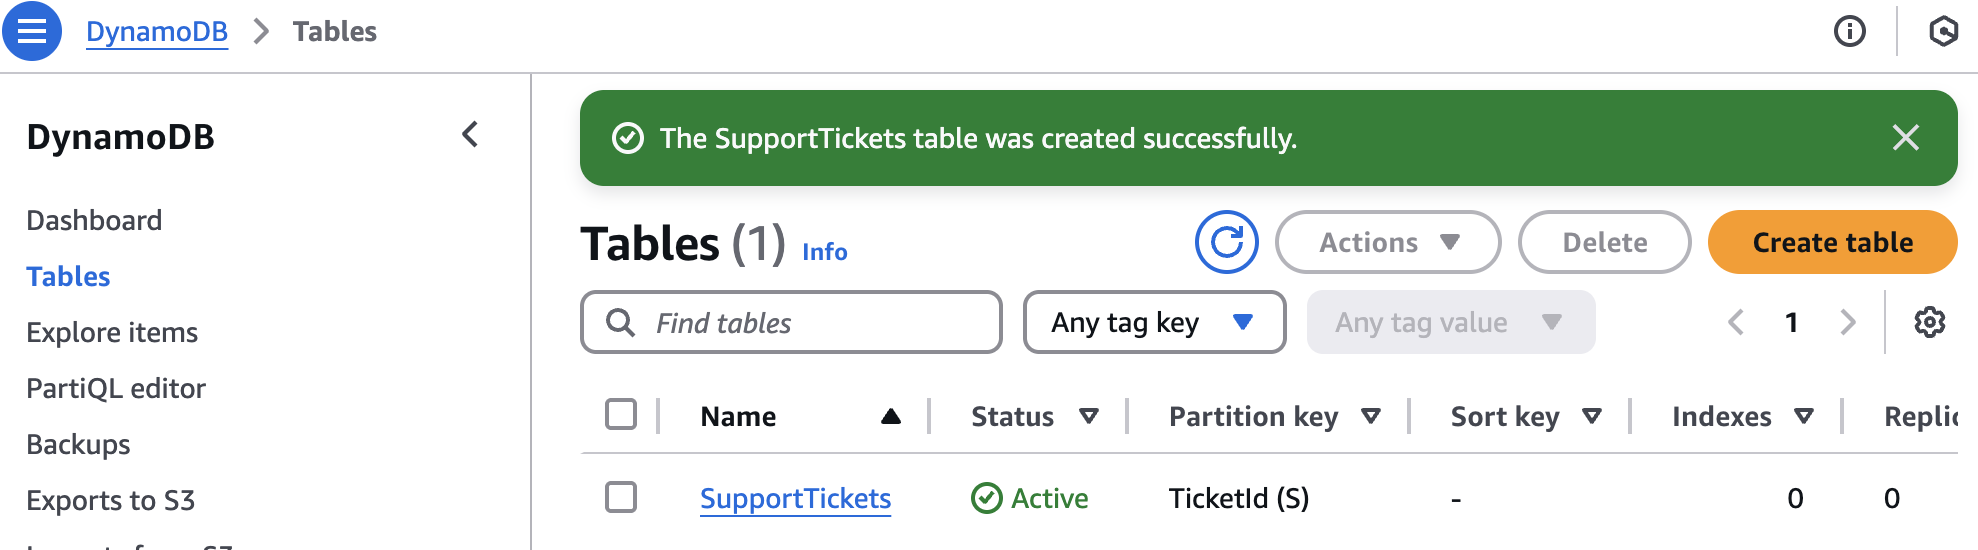 DynamoDB > Tables
DynamoDB
Dashboard
Tables
Explore items
PartiQL editor
Backups
Exports to S3
The SupportTickets table was created successfully.
Tables (1) Info
Actions
Delete
Create table
Find tables
Any tag key
Any tag value
1
Name Status Partition key Sort key Indexes
SupportTickets Active TicketId (S) - 0 0